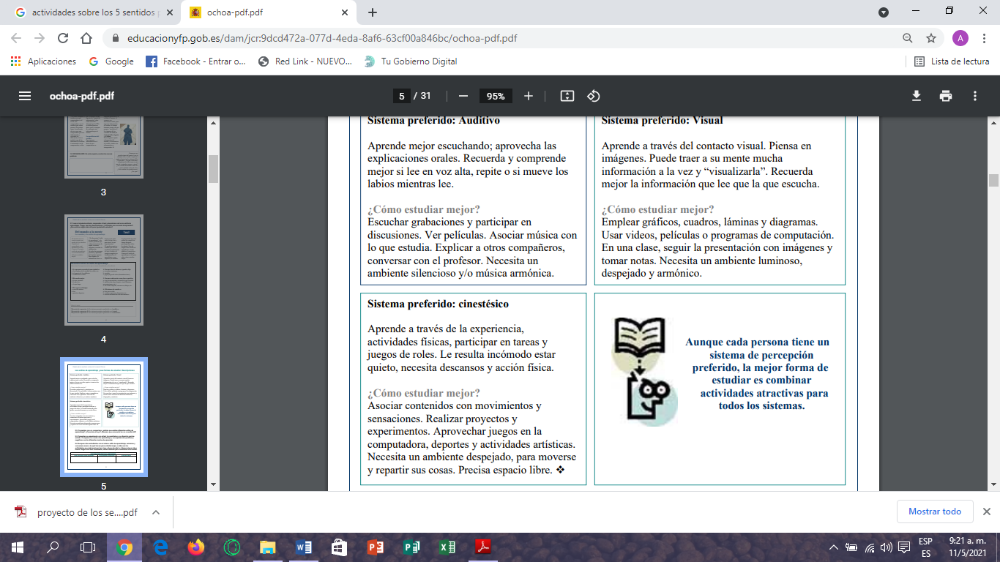 actividades sobre los 5 sentidos
ochoa-pdf.pdf
educacionyfp.gob.es/dam/jcr:9dcd472a-077d-4eda-8af6-63cf00a846bc/ochoa-pdf.pdf
A
Aplicaciones
Google
Facebook - Entrar o...
Red Link - NUEVO...
Tu Gobierno Digital
Lista de lectura
ochoa-pdf.pdf
5 / 31
95%
3
4
5
Sistema preferido: Auditivo
Aprende mejor escuchando; aprovecha las
explicaciones orales. Recuerda y comprende
mejor si lee en voz alta, repite o si mueve los
labios mientras lee.
¿Cómo estudiar mejor?
Escuchar grabaciones y participar en
discusiones. Ver películas. Asociar música con
lo que estudia. Explicar a otros compañeros,
conversar con el profesor. Necesita un
ambiente silencioso y/o música armónica.
Sistema preferido: Visual
Aprende a través del contacto visual. Piensa en
imágenes. Puede traer a su mente mucha
información a la vez y “visualizarla”. Recuerda
mejor la información que lee que la que escucha.
¿Cómo estudiar mejor?
Emplear gráficos, cuadros, láminas y diagramas.
Usar videos, películas o programas de computación.
En una clase, seguir la presentación con imágenes y
tomar notas. Necesita un ambiente luminoso,
despejado y armónico.
Sistema preferido: cinestésico
Aprende a través de la experiencia,
actividades físicas, participar en tareas y
juegos de roles. Le resulta incómodo estar
quieto, necesita descansos y acción física.
¿Cómo estudiar mejor?
Asociar contenidos con movimientos y
sensaciones. Realizar proyectos y
experimentos. Aprovechar juegos en la
computadora, deportes y actividades artísticas.
Necesita un ambiente despejado, para moverse
y repartir sus cosas. Precisa espacio libre. ❖
Aunque cada persona tiene un
sistema de percepción
preferido, la mejor forma de
estudiar es combinar
actividades atractivas para
todos los sistemas.
proyecto de los se....pdf
Mostrar todo
ESP
ES
9:21 a. m.
11/5/2021